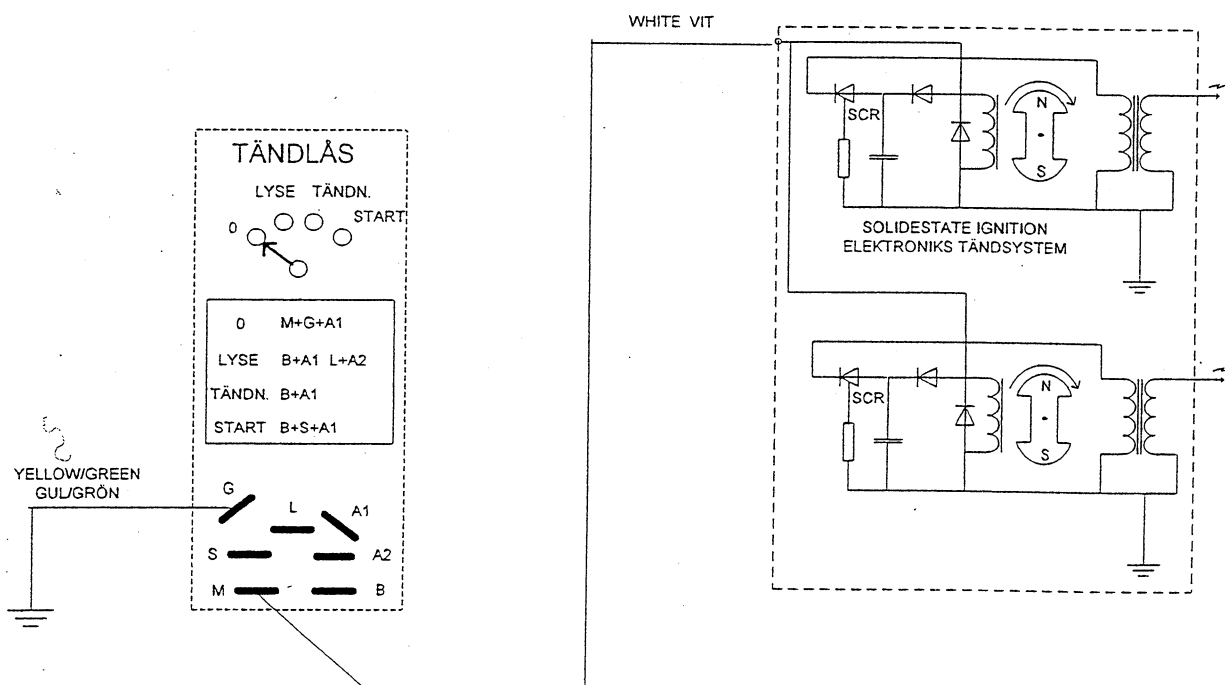 WHITE VIT
TÄNDLÅS
LYSE TÄNDN.
0 START
0 M+G+A1
LYSE B+A1 L+A2
TÄNDN. B+A1
START B+S+A1
YELLOW/GREEN
GUL/GRÖN
G
L
A1
S
A2
M
B
SCR
N
S
SOLIDESTATE IGNITION
ELEKTRONIKS TÄNDSYSTEM
SCR
N
S